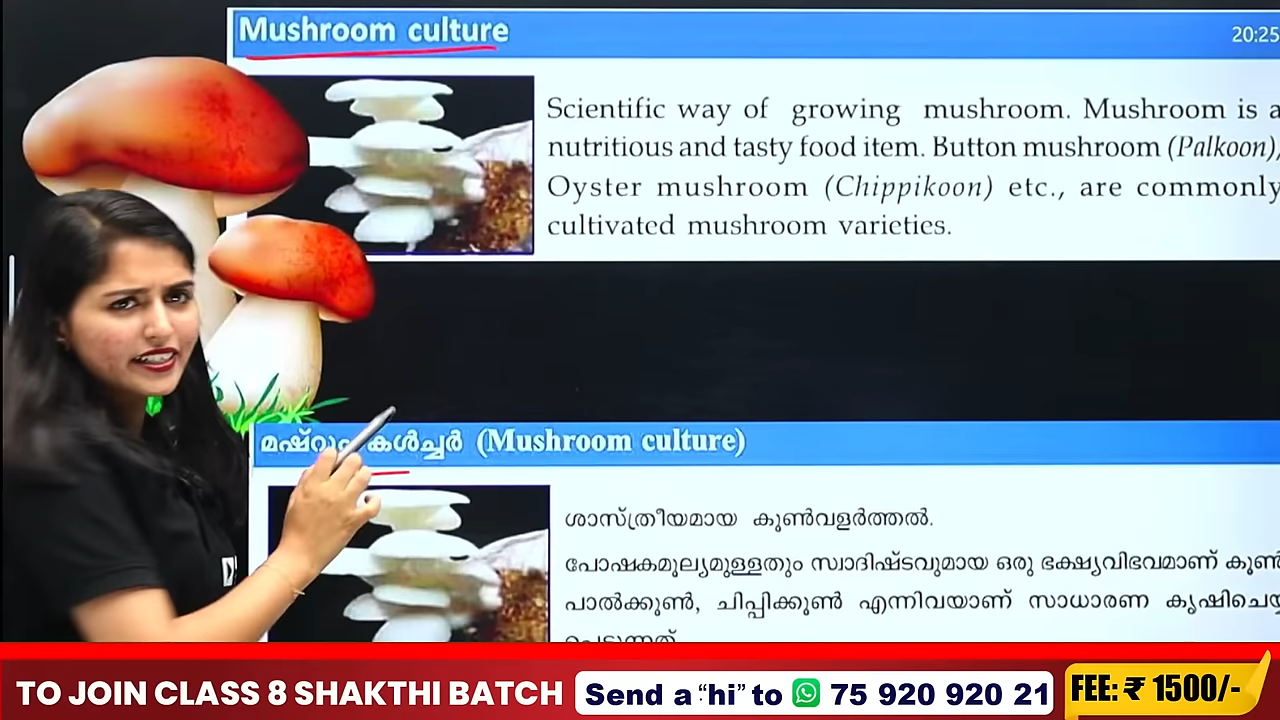 Mushroom culture
20:25
Scientific way of growing mushroom. Mushroom is a
nutritious and tasty food item. Button mushroom (Palkoon),
Oyster mushroom (Chippikoon) etc., are commonly
cultivated mushroom varieties.
കൾച്ചർ (Mushroom culture)
ശാസ്ത്രീയമായ കൂൺവളർത്തൽ.
പോഷകമൂല്യമുള്ളതും സ്വാദിഷ്ടവുമായ ഒരു ഭക്ഷ്യവിഭവമാണ് കൂൺ
പാൽക്കൂൺ, ചിപ്പിക്കൂൺ എന്നിവയാണ് സാധാരണ
TO JOIN CLASS 8 SHAKTHI BATCH
Send a “hi” to 75 920 920 21
FEE: ₹ 1500/-